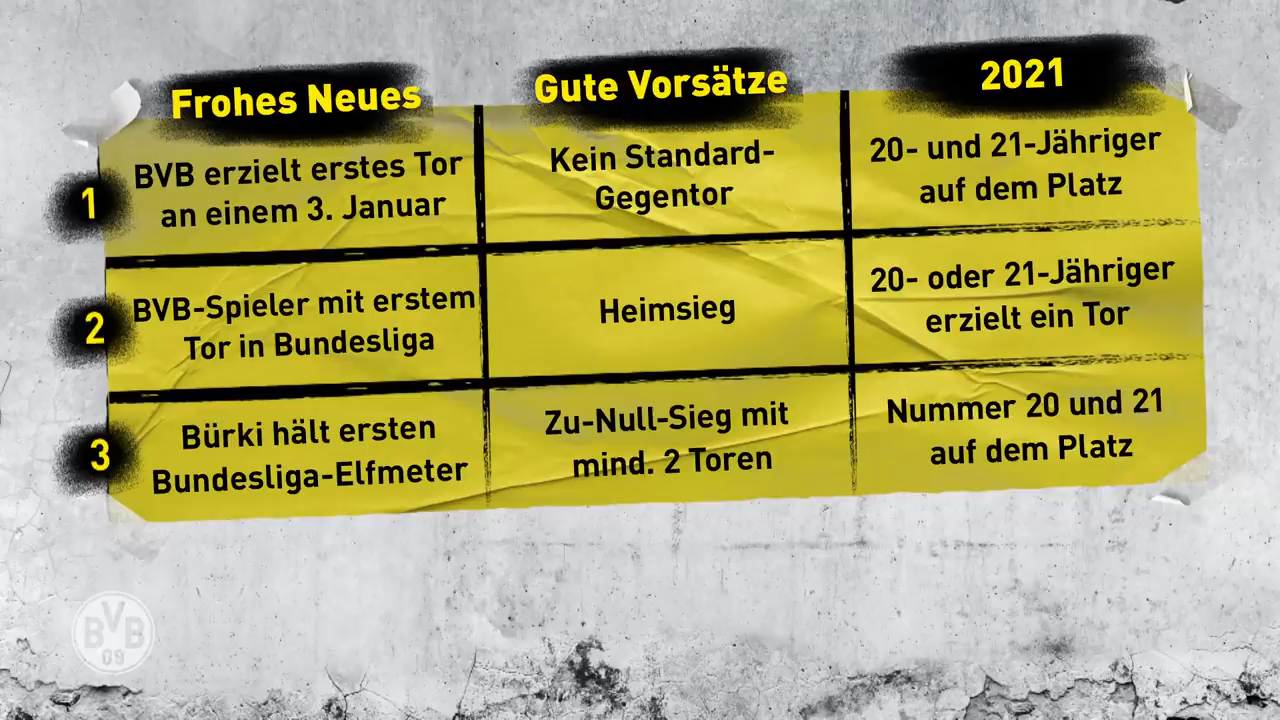 Frohes Neues
Gute Vorsätze
2021
1
BVB erzielt erstes Tor
an einem 3. Januar
Kein Standard-
Gegentor
20- und 21-Jähriger
auf dem Platz
2
BVB-Spieler mit erstem
Tor in Bundesliga
Heimsieg
20- oder 21-Jähriger
erzielt ein Tor
3
Bürki hält ersten
Bundesliga-Elfmeter
Zu-Null-Sieg mit
mind. 2 Toren
Nummer 20 und 21
auf dem Platz
BVB
09